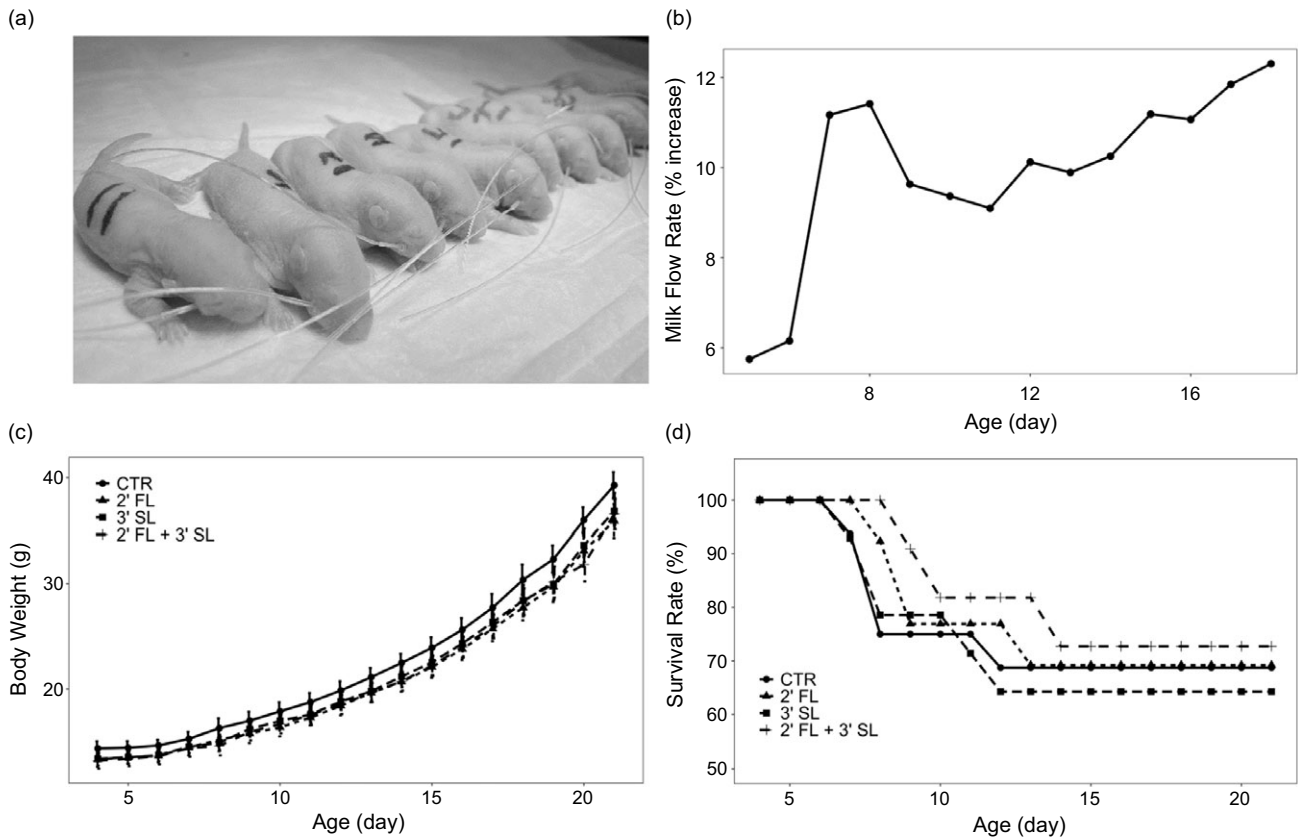 (a)
(b)
Milk Flow Rate (% increase)
12
10
8
6
8
12
16
Age (day)
(c)
Body Weight (g)
40
30
20
CTR
2' FL
3' SL
2' FL + 3' SL
5
10
15
20
Age (day)
(d)
Survival Rate (%)
100
90
80
70
60
50
CTR
2' FL
3' SL
2' FL + 3' SL
5
10
15
20
Age (day)